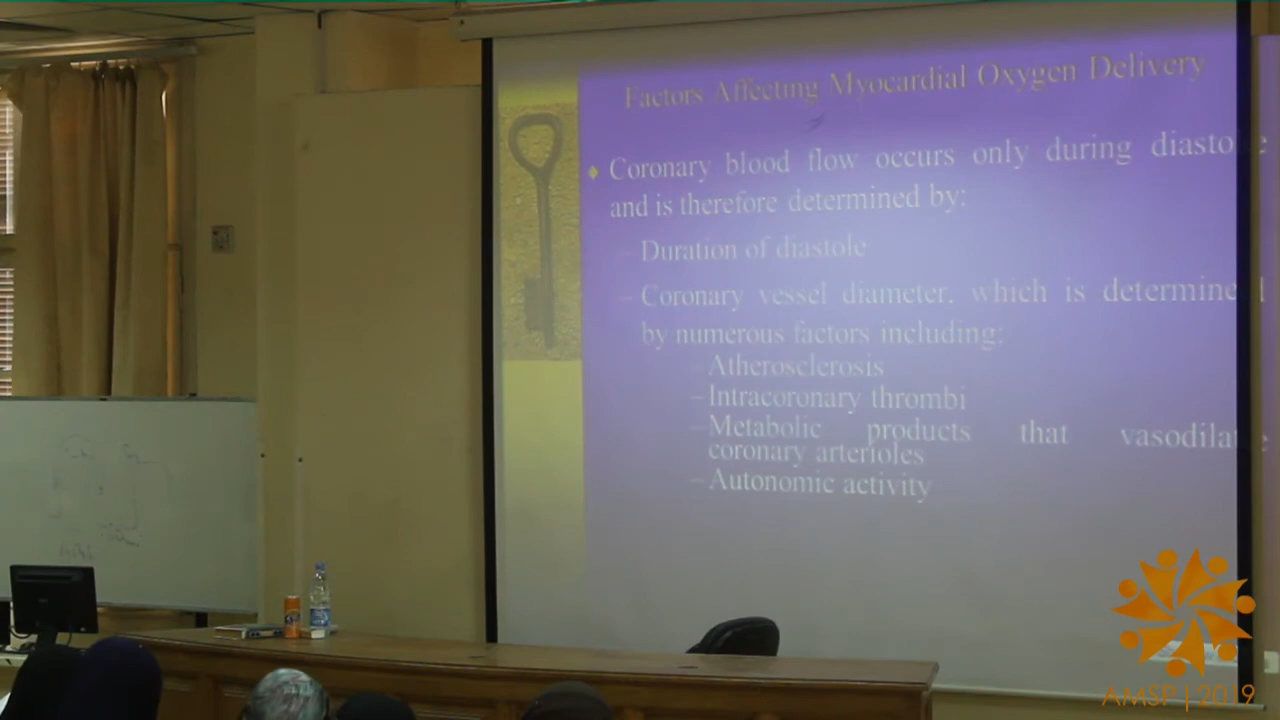 Factors Affecting Myocardial Oxygen Delivery
Coronary blood flow occurs only during diastole
and is therefore determined by:
– Duration of diastole
– Coronary vessel diameter, which is determined
by numerous factors including:
– Atherosclerosis
– Intracoronary thrombi
– Metabolic products that vasodilate
coronary arterioles
– Autonomic activity
AMSP | 2019